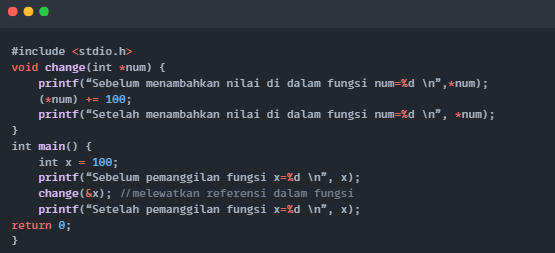 #include <stdio.h>
void change(int *num) {
    printf(“Sebelum menambahkan nilai di dalam fungsi num=%d \n”,*num);
    (*num) += 100;
    printf(“Setelah menambahkan nilai di dalam fungsi num=%d \n”, *num);
}
int main() {
    int x = 100;
    printf(“Sebelum pemanggilan fungsi x=%d \n”, x);
    change(&x); //melewatkan referensi dalam fungsi
    printf(“Setelah pemanggilan fungsi x=%d \n”, x);
return 0;
}